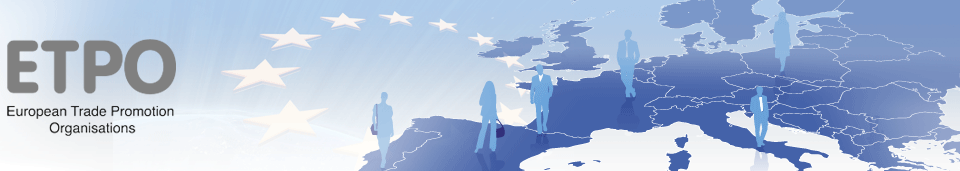 ETPO
European Trade Promotion
Organisations